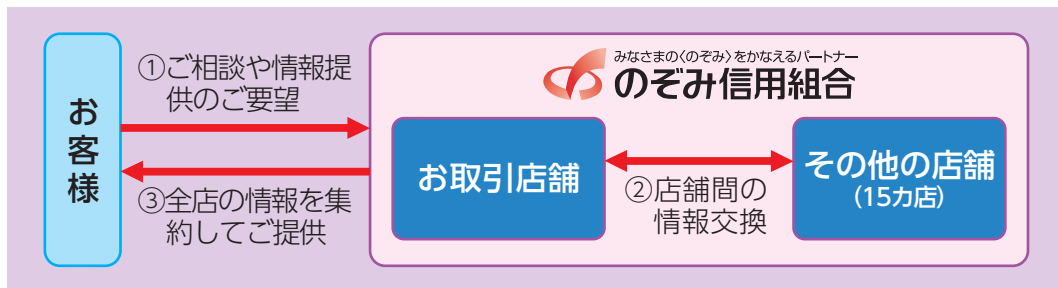 お客様
①ご相談や情報提
供のご要望
③全店の情報を集
約してご提供
みなさまの〈のぞみ〉をかなえるパートナー
のぞみ信用組合
お取引店舗
②店舗間の
情報交換
その他の店舗
(15カ店)